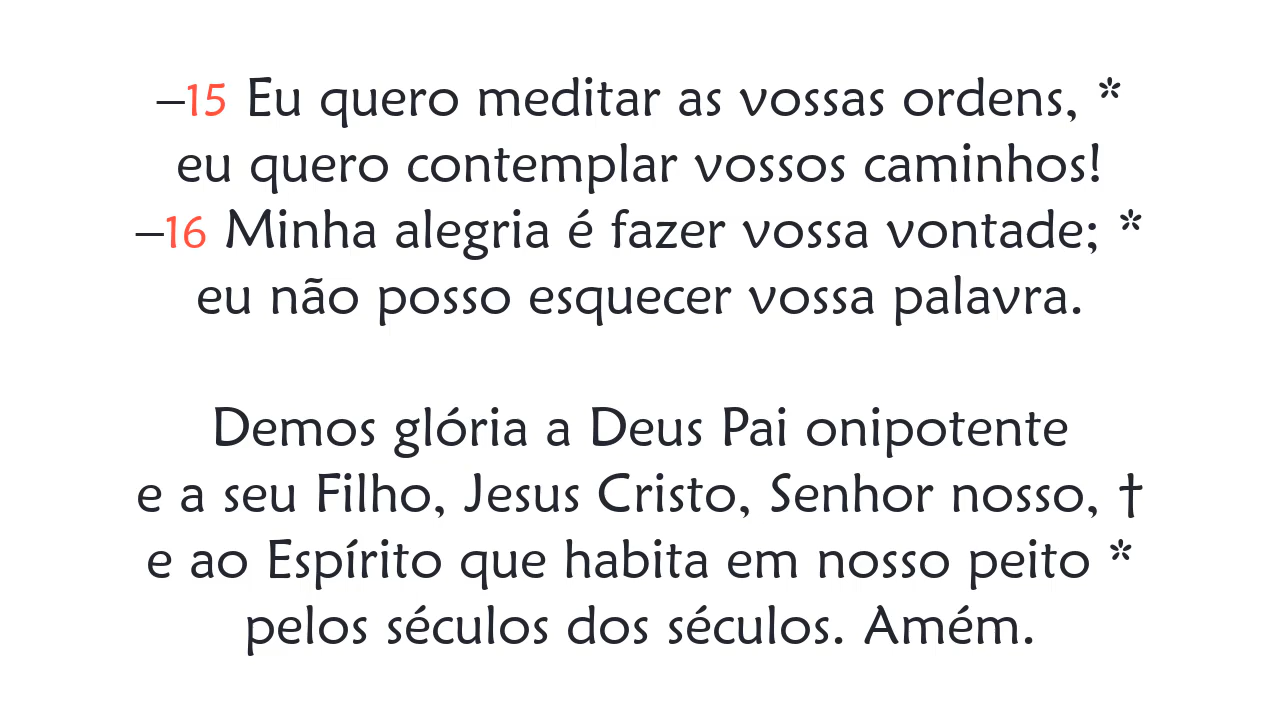 –15 Eu quero meditar as vossas ordens, *
eu quero contemplar vossos caminhos!
–16 Minha alegria é fazer vossa vontade; *
eu não posso esquecer vossa palavra.
Demos glória a Deus Pai onipotente
e a seu Filho, Jesus Cristo, Senhor nosso, †
e ao Espírito que habita em nosso peito *
pelos séculos dos séculos. Amém.